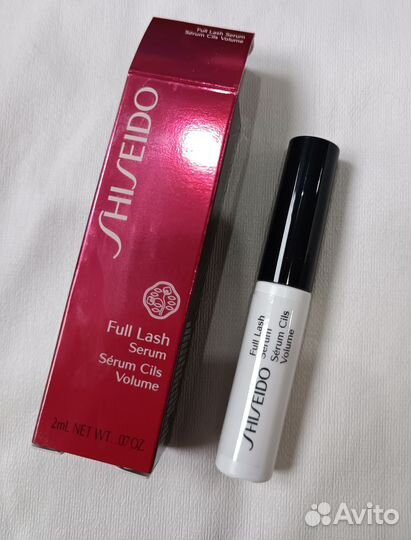 Full Lash Serum
Sérum Cils Volume
SHISEIDO
Full Lash
Serum
Sérum Cils
Volume
2mL NET WT. .07 OZ.
SHISEIDO
Full Lash
Serum
Sérum Cils
Volume
Avito